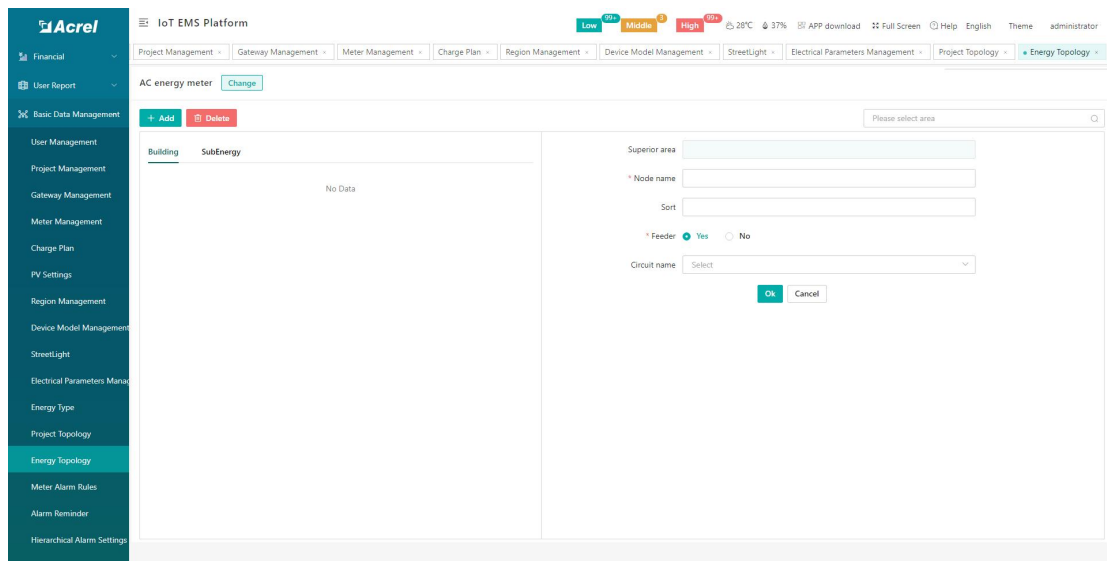 Acrel
IoT EMS Platform
Low 99+ Middle 3 High 99+ 28℃ 37% APP download Full Screen Help English Theme administrator
Project Management × Gateway Management × Meter Management × Charge Plan × Region Management × Device Model Management × StreetLight × Electrical Parameters Management × Project Topology × Energy Topology ×
AC energy meter Change
+ Add Delete
Please select area
Financial
User Report
Basic Data Management
User Management
Project Management
Gateway Management
Meter Management
Charge Plan
PV Settings
Region Management
Device Model Management
StreetLight
Electrical Parameters Manag
Energy Type
Project Topology
Energy Topology
Meter Alarm Rules
Alarm Reminder
Hierarchical Alarm Settings
Building SubEnergy
No Data
Superior area
* Node name
Sort
* Feeder Yes No
Circuit name Select
Ok Cancel